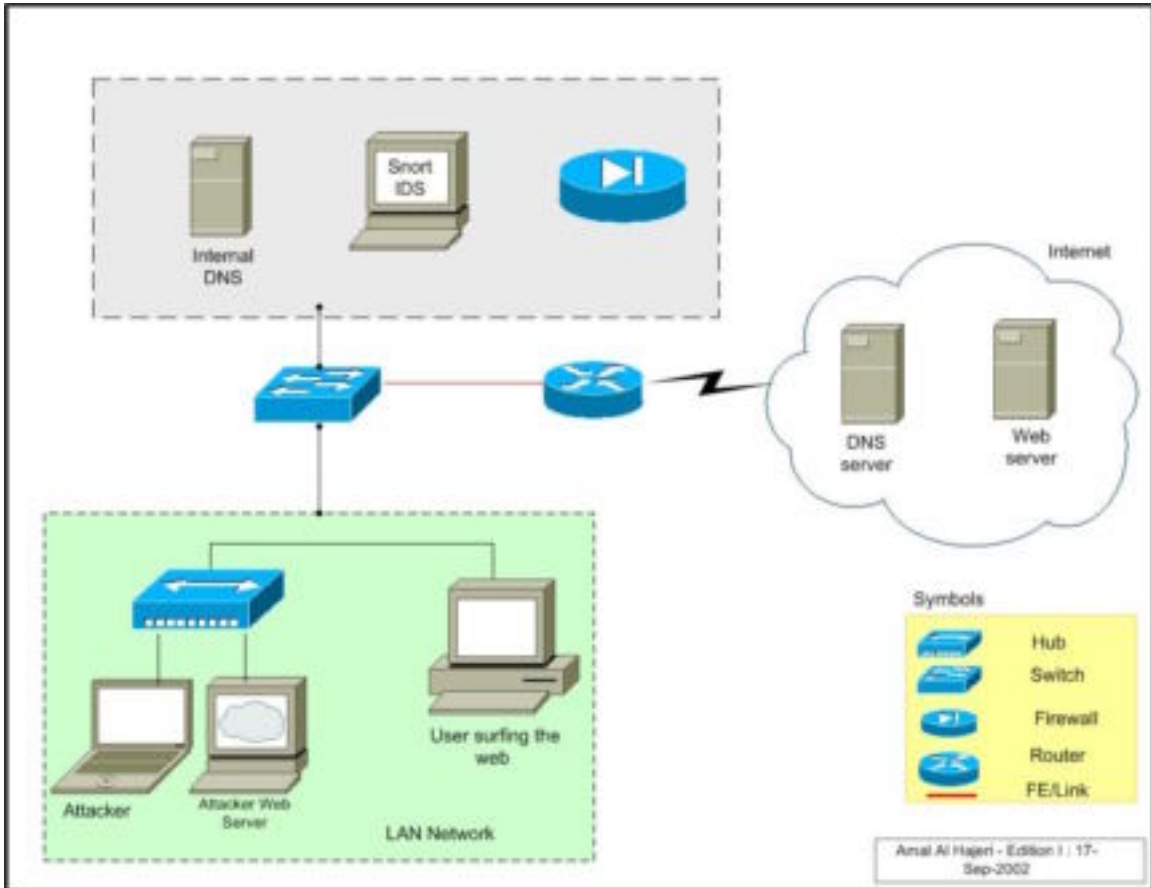 Snort
IDS
Internal
DNS
Internet
DNS
server
Web
server
User surfing the
web
Attacker
Attacker Web
Server
LAN Network
Symbols
Hub
Switch
Firewall
Router
FE/Link
Amal Al Hajeri - Edition I : 17-
Sep-2002